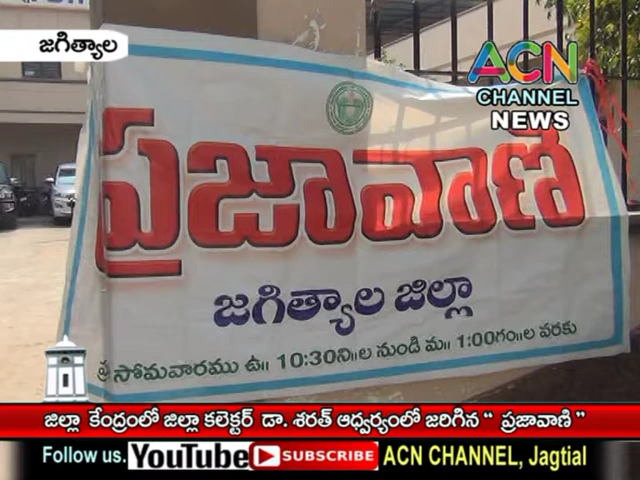 జగిత్యాల
ACN
CHANNEL
NEWS
ప్రజావాణి
జగిత్యాల జిల్లా
ప్రతి సోమవారము ఉ॥ 10:30ని॥ల నుండి మ॥ 1:00గం॥ల వరకు
జిల్లా కేంద్రంలో జిల్లా కలెక్టర్ డా. శరత్ ఆధ్వర్యంలో జరిగిన “ ప్రజావాణి ”
Follow us. YouTube SUBSCRIBE ACN CHANNEL, Jagtial